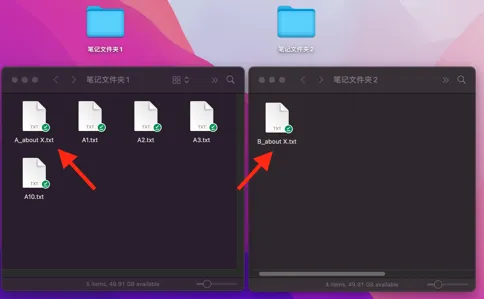 笔记文件夹1
笔记文件夹2
笔记文件夹1
笔记文件夹2
TXT
TXT
TXT
TXT
A_about X.txt
A1.txt
A2.txt
A3.txt
TXT
A10.txt
TXT
B_about X.txt
5 items, 49.91 GB available
4 items, 49.91 GB available